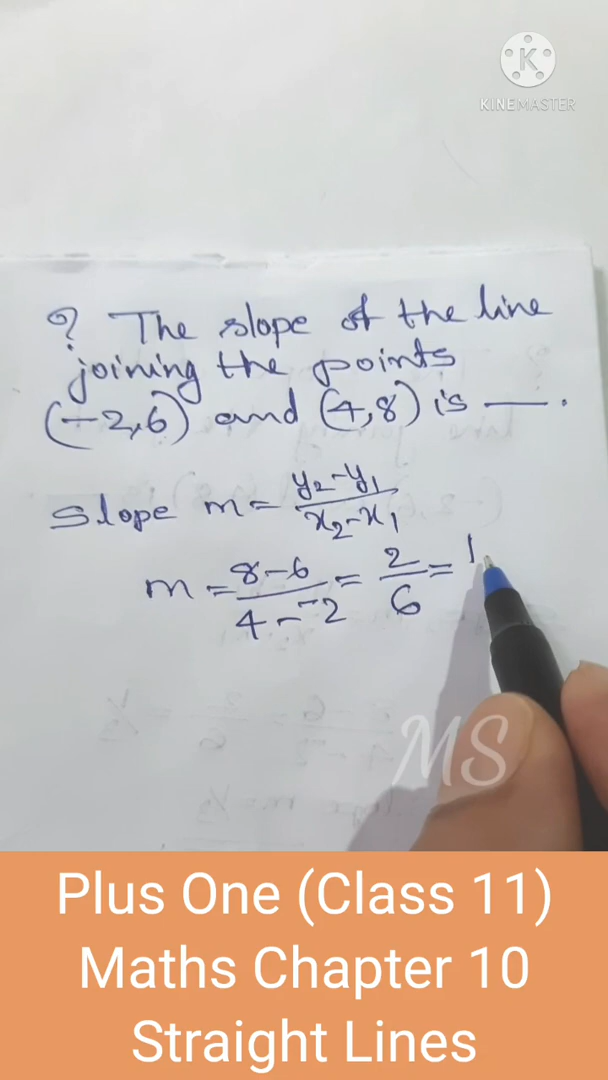 KINEMASTER
? The slope of the line
joining the points
(-2,6) and (4,8) is —.
Slope m = y₂-y₁/x₂-x₁
m = 8-6/4--2 = 2/6 = 1
MS
Plus One (Class 11)
Maths Chapter 10
Straight Lines